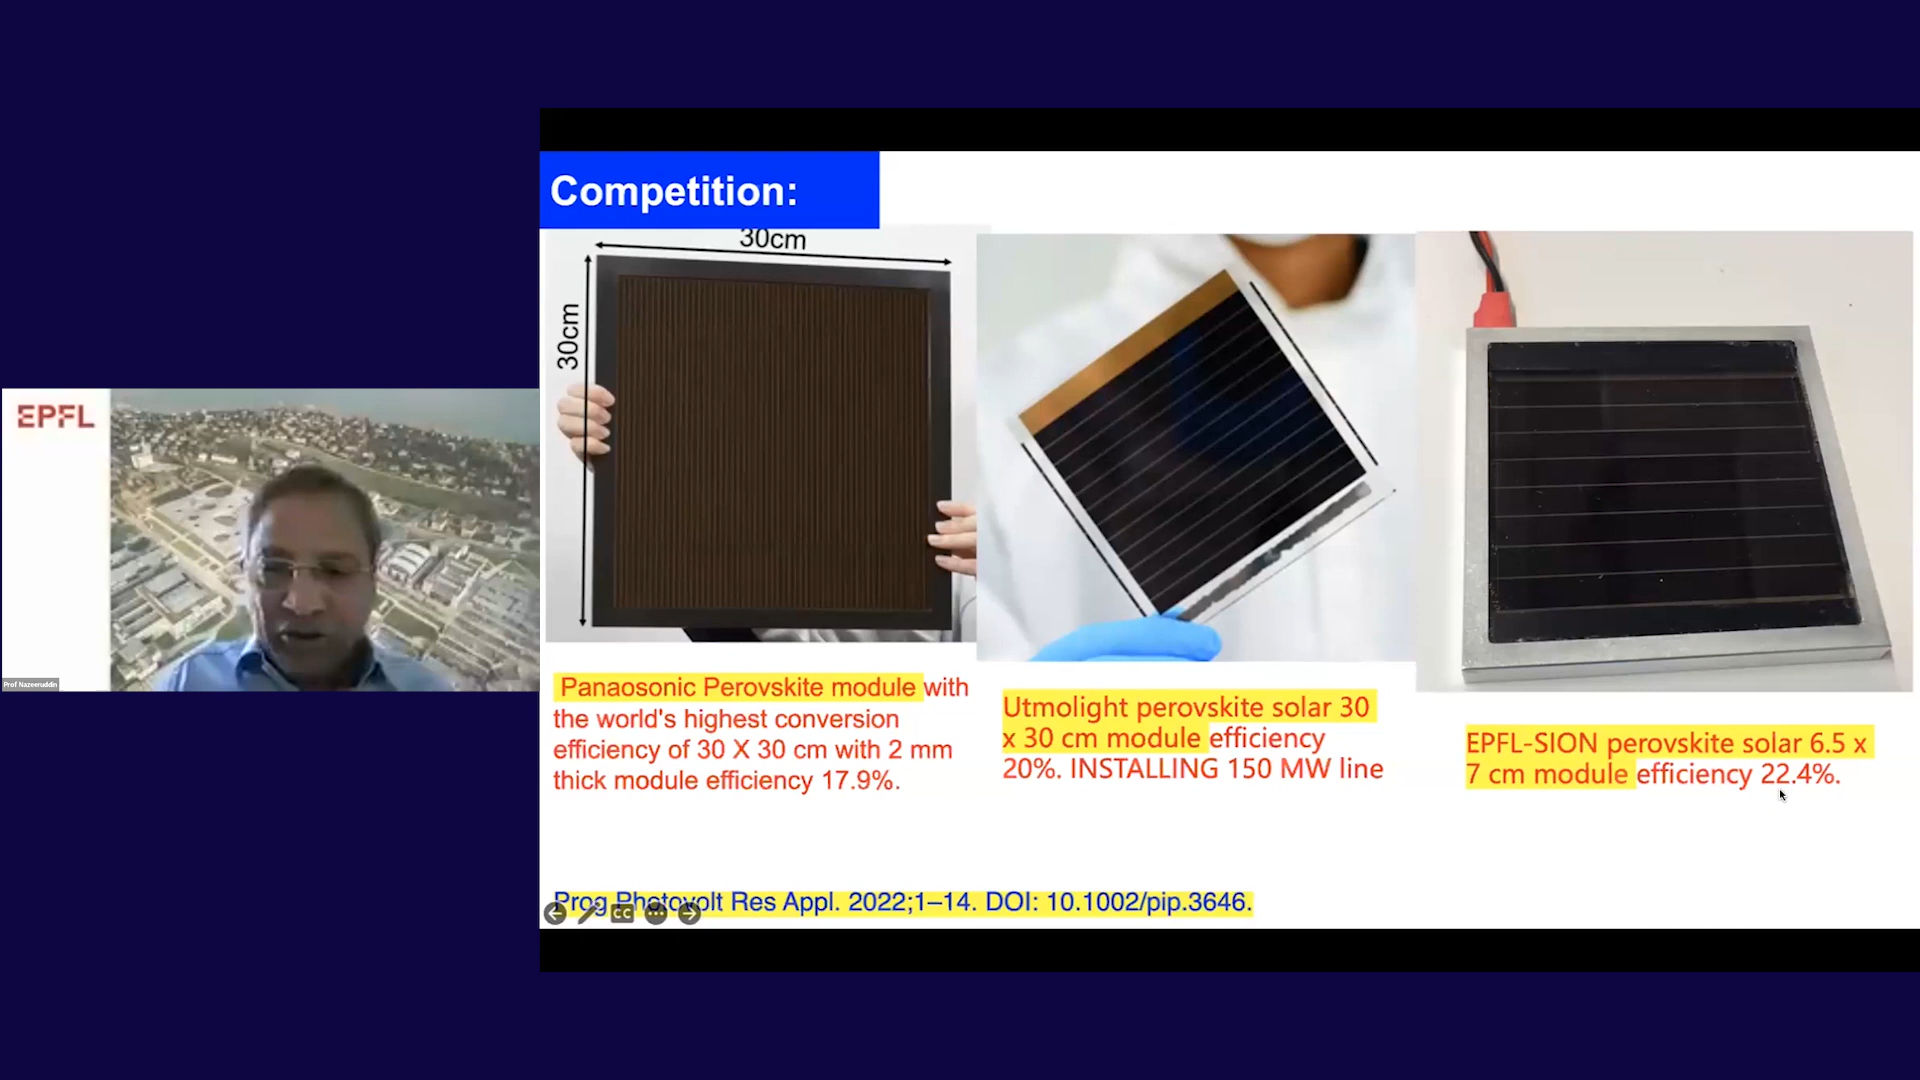 EPFL
Prof Nazeeruddin
Competition:
30cm
30cm
Panaosonic Perovskite module with
the world's highest conversion
efficiency of 30 X 30 cm with 2 mm
thick module efficiency 17.9%.
Utmolight perovskite solar 30
x 30 cm module efficiency
20%. INSTALLING 150 MW line
EPFL-SION perovskite solar 6.5 x
7 cm module efficiency 22.4%.
Prog Photovolt Res Appl. 2022;1–14. DOI: 10.1002/pip.3646.
CC